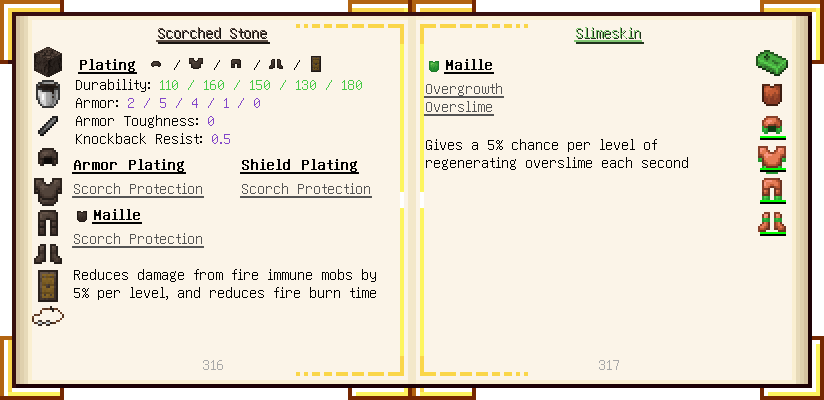 Scorched Stone
Plating / / / /
Durability: 110 / 160 / 150 / 130 / 180
Armor: 2 / 5 / 4 / 1 / 0
Armor Toughness: 0
Knockback Resist: 0.5
Armor Plating Shield Plating
Scorch Protection Scorch Protection
Maille
Scorch Protection
Reduces damage from fire immune mobs by
5% per level, and reduces fire burn time
316
Slimeskin
Maille
Overgrowth
Overslime
Gives a 5% chance per level of
regenerating overslime each second
317